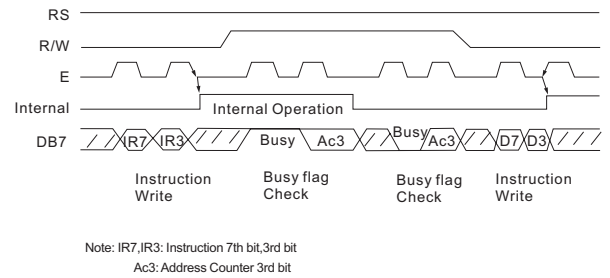 RS
R/W
E
Internal Internal Operation
DB7 IR7 IR3 Busy Ac3 Busy Ac3 D7 D3
Instruction Write
Busy flag Check
Busy flag Check
Instruction Write
Note: IR7,IR3: Instruction 7th bit,3rd bit
Ac3: Address Counter 3rd bit